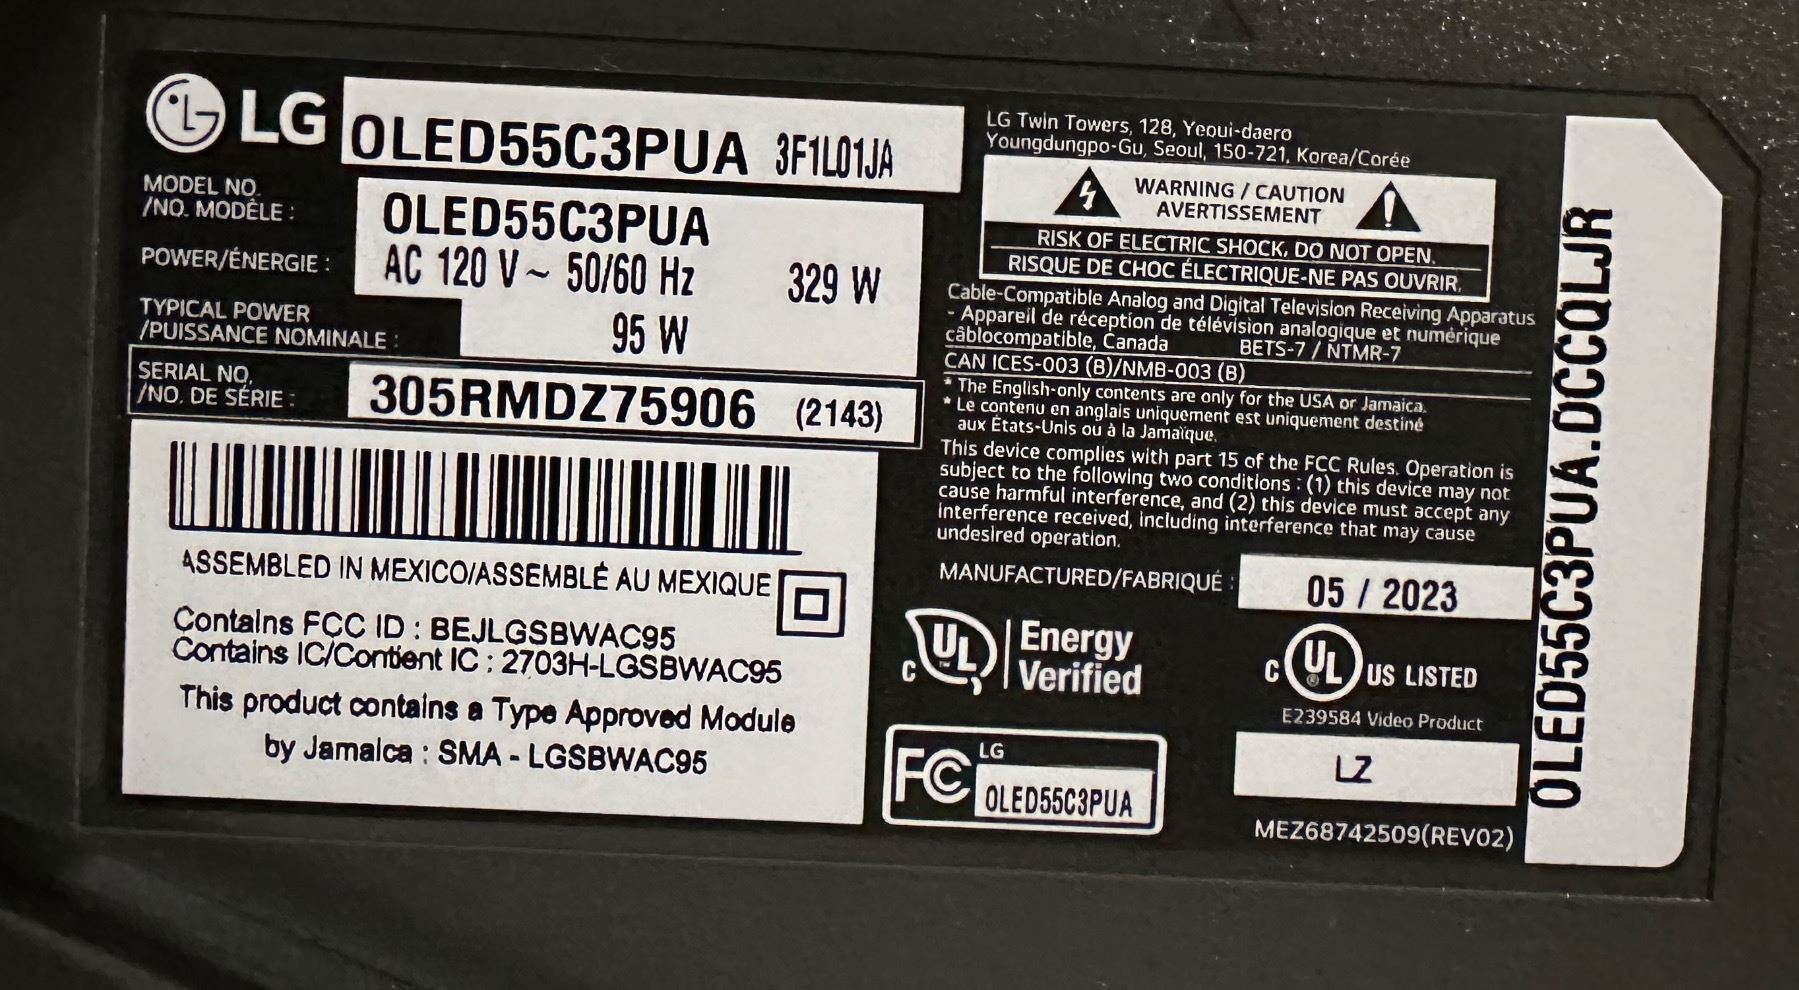 LG OLED55C3PUA 3F1L01JA
MODEL NO.
/NO. MODÈLE : OLED55C3PUA
POWER/ÉNERGIE : AC 120 V ~ 50/60 Hz 329 W
TYPICAL POWER
/PUISSANCE NOMINALE : 95 W
SERIAL NO.
/NO. DE SÉRIE : 305RMDZ75906 (2143)
ASSEMBLED IN MEXICO/ASSEMBLÉ AU MEXIQUE
Contains FCC ID : BEJLGSBWAC95
Contains IC/Contient IC : 2703H-LGSBWAC95
This product contains a Type Approved Module
by Jamaica : SMA - LGSBWAC95
LG Twin Towers, 128, Yeoui-daero
Youngdungpo-Gu, Seoul, 150-721, Korea/Corée
WARNING / CAUTION
AVERTISSEMENT
RISK OF ELECTRIC SHOCK, DO NOT OPEN.
RISQUE DE CHOC ÉLECTRIQUE-NE PAS OUVRIR.
Cable-Compatible Analog and Digital Television Receiving Apparatus
- Appareil de réception de télévision analogique et numérique
câblocompatible, Canada BETS-7 / NTMR-7
CAN ICES-003 (B)/NMB-003 (B)
* The English-only contents are only for the USA or Jamaica.
* Le contenu en anglais uniquement est uniquement destiné
aux États-Unis ou à la Jamaïque.
This device complies with part 15 of the FCC Rules. Operation is
subject to the following two conditions : (1) this device may not
cause harmful interference, and (2) this device must accept any
interference received, including interference that may cause
undesired operation.
MANUFACTURED/FABRIQUÉ : 05 / 2023
C UL ™ Energy
Verified
C UL ® US LISTED
E239584 Video Product
FC LG
OLED55C3PUA
LZ
MEZ68742509(REV02)
OLED55C3PUA.DCCQLJR